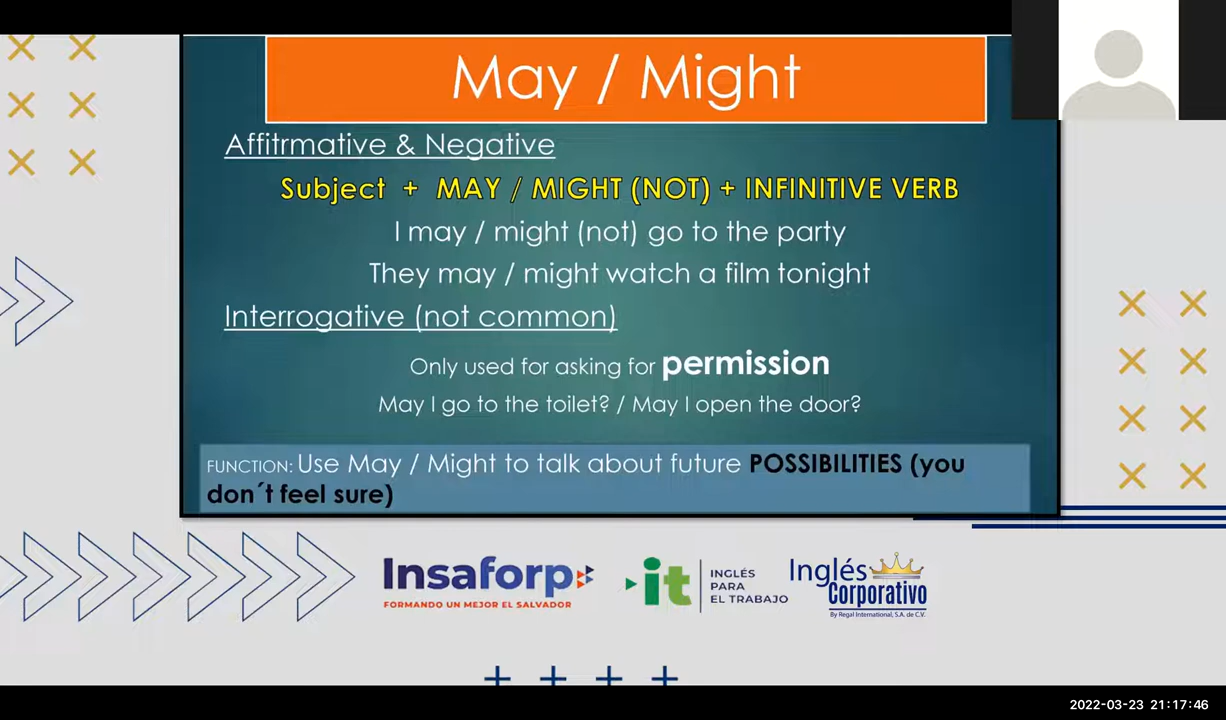 May / Might
Affitrmative & Negative
Subject + MAY / MIGHT (NOT) + INFINITIVE VERB
I may / might (not) go to the party
They may / might watch a film tonight
Interrogative (not common)
Only used for asking for permission
May I go to the toilet? / May I open the door?
FUNCTION: Use May / Might to talk about future POSSIBILITIES (you
don´t feel sure)
Insaforp
FORMANDO UN MEJOR EL SALVADOR
it
INGLÉS
PARA
EL TRABAJO
Inglés
Corporativo
By Regal International, S.A. de C.V.
2022-03-23 21:17:46